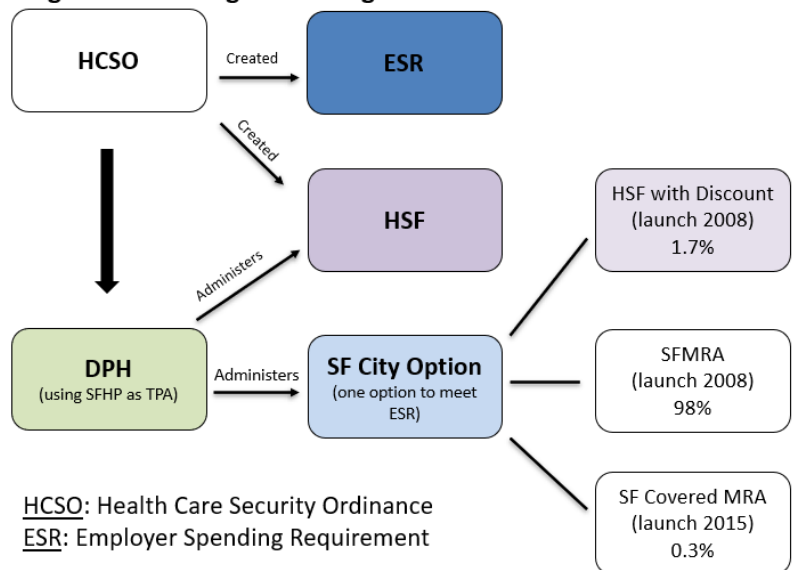 HCSO
Created
ESR
Created
HSF
HSF with Discount
(launch 2008)
1.7%
Administers
DPH
(using SFHP as TPA)
Administers
SF City Option
(one option to meet
ESR)
SFMRA
(launch 2008)
98%
SF Covered MRA
(launch 2015)
0.3%
HCSO: Health Care Security Ordinance
ESR: Employer Spending Requirement